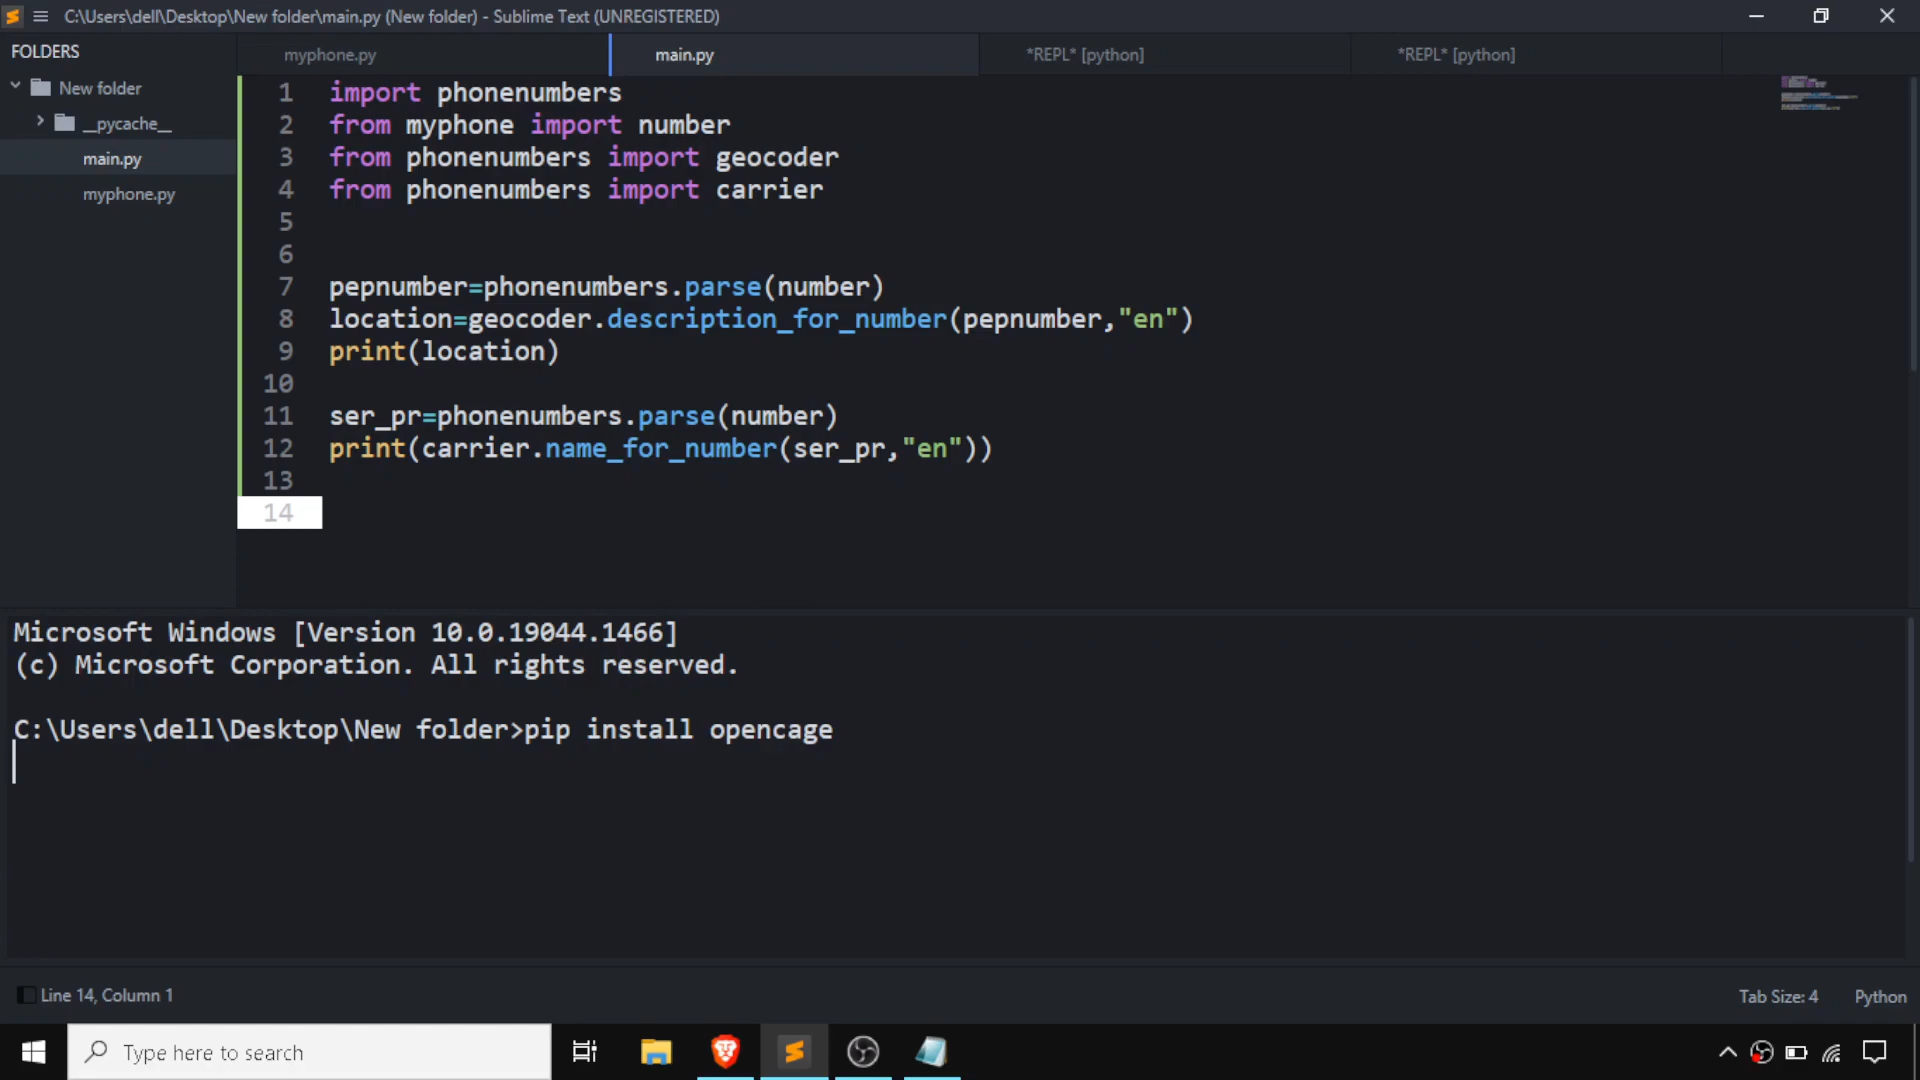 C:\Users\dell\Desktop\New folder\main.py (New folder) - Sublime Text (UNREGISTERED)
FOLDERS
New folder
__pycache__
main.py
myphone.py
myphone.py
main.py
*REPL* [python]
*REPL* [python]
1 import phonenumbers
2 from myphone import number
3 from phonenumbers import geocoder
4 from phonenumbers import carrier
5
6
7 pepnumber=phonenumbers.parse(number)
8 location=geocoder.description_for_number(pepnumber,"en")
9 print(location)
10
11 ser_pr=phonenumbers.parse(number)
12 print(carrier.name_for_number(ser_pr,"en"))
13
14
Microsoft Windows [Version 10.0.19044.1466]
(c) Microsoft Corporation. All rights reserved.
C:\Users\dell\Desktop\New folder>pip install opencage
Line 14, Column 1
Tab Size: 4
Python
Type here to search